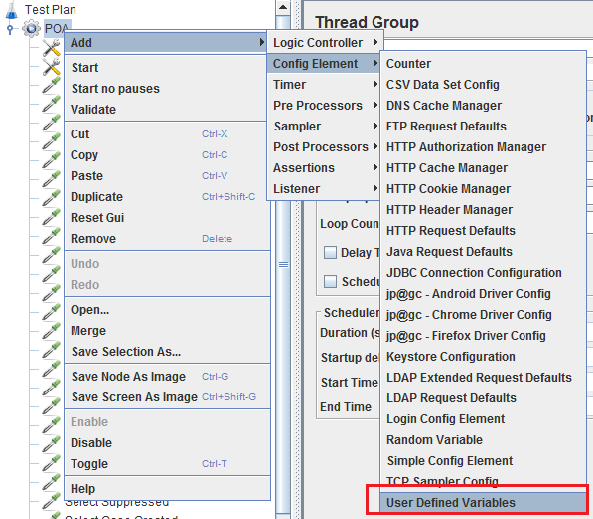 Test Plan
POA
Add
Start
Start no pauses
Validate
Cut Ctrl-X
Copy Ctrl-C
Paste Ctrl-V
Duplicate Ctrl+Shift-C
Reset Gui
Remove Delete
Undo
Redo
Open...
Merge
Save Selection As...
Save Node As Image Ctrl-G
Save Screen As Image Ctrl+Shift-G
Enable
Disable
Toggle Ctrl-T
Help
Select Suppressed
Select Case Created
Logic Controller
Config Element
Timer
Pre Processors
Sampler
Post Processors
Assertions
Listener
Thread Group
Loop Coun
Delay T
Schedu
Scheduler
Duration (s
Startup del
Start Time
End Time
Counter
CSV Data Set Config
DNS Cache Manager
FTP Request Defaults
HTTP Authorization Manager
HTTP Cache Manager
HTTP Cookie Manager
HTTP Header Manager
HTTP Request Defaults
Java Request Defaults
JDBC Connection Configuration
jp@gc - Android Driver Config
jp@gc - Chrome Driver Config
jp@gc - Firefox Driver Config
Keystore Configuration
LDAP Extended Request Defaults
LDAP Request Defaults
Login Config Element
Random Variable
Simple Config Element
TCP Sampler Config
User Defined Variables